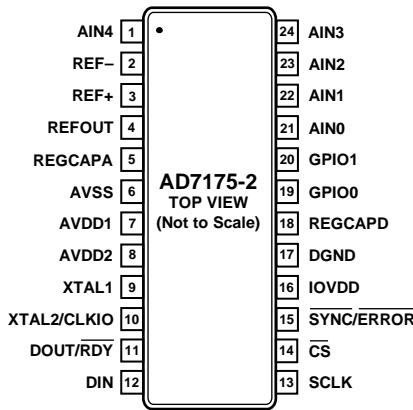 AIN4 1
REF– 2
REF+ 3
REFOUT 4
REGCAPA 5
AVSS 6
AVDD1 7
AVDD2 8
XTAL1 9
XTAL2/CLKIO 10
DOUT/RDY 11
DIN 12
AD7175-2
TOP VIEW
(Not to Scale)
24 AIN3
23 AIN2
22 AIN1
21 AIN0
20 GPIO1
19 GPIO0
18 REGCAPD
17 DGND
16 IOVDD
15 SYNC/ERROR
14 CS
13 SCLK